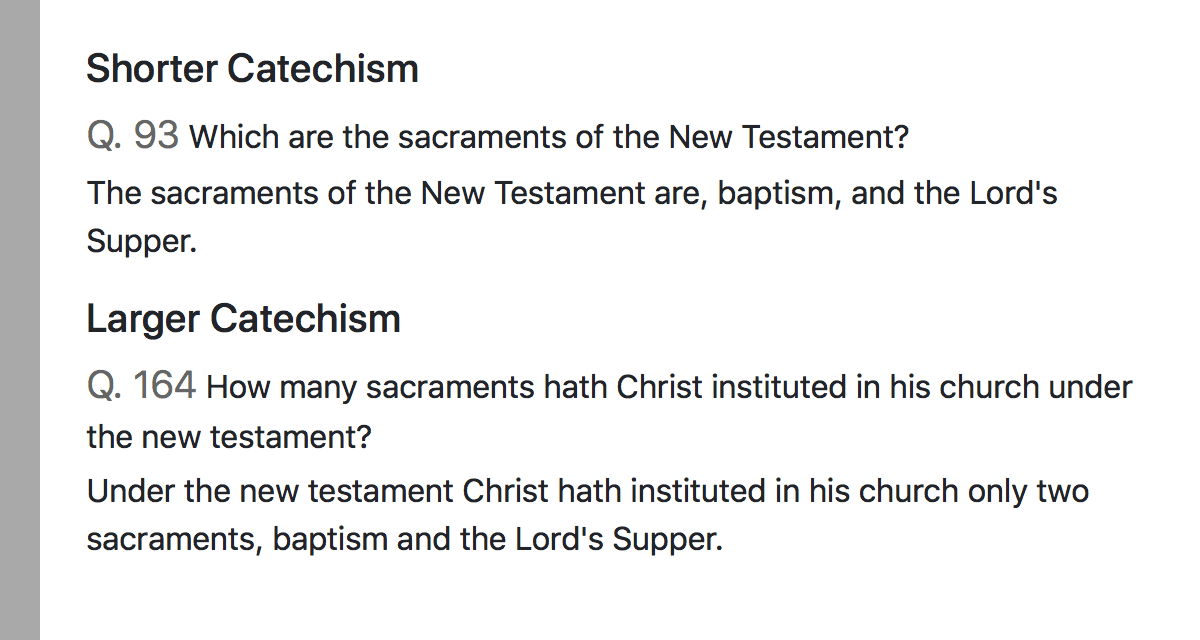 Shorter Catechism
Q. 93 Which are the sacraments of the New Testament?
The sacraments of the New Testament are, baptism, and the Lord's
Supper.
Larger Catechism
Q. 164 How many sacraments hath Christ instituted in his church under
the new testament?
Under the new testament Christ hath instituted in his church only two
sacraments, baptism and the Lord's Supper.